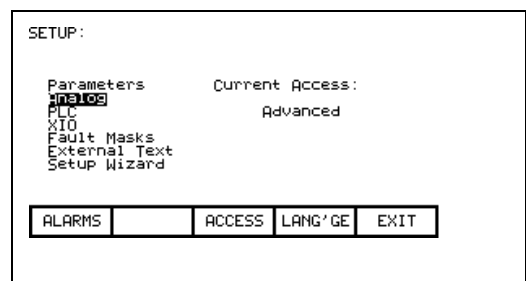 SETUP:
Parameters Current Access:
Analog
PLC Advanced
XIO
Fault Masks
External Text
Setup Wizard
ALARMS ACCESS LANG'GE EXIT